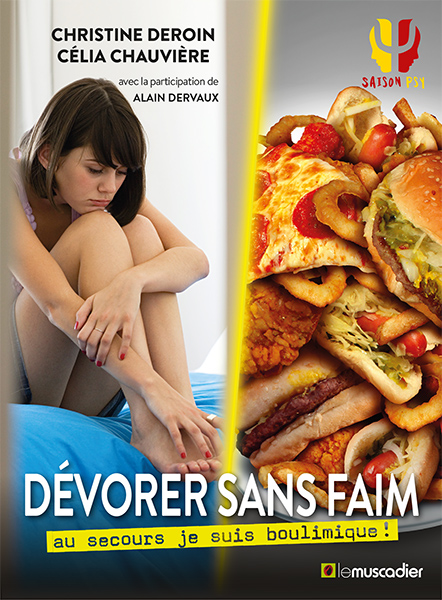 CHRISTINE DEROIN
CÉLIA CHAUVIÈRE
avec la participation de
ALAIN DERVAUX
SAISON PSY
DÉVORER SANS FAIM
au secours je suis boulimique !
lemuscadier